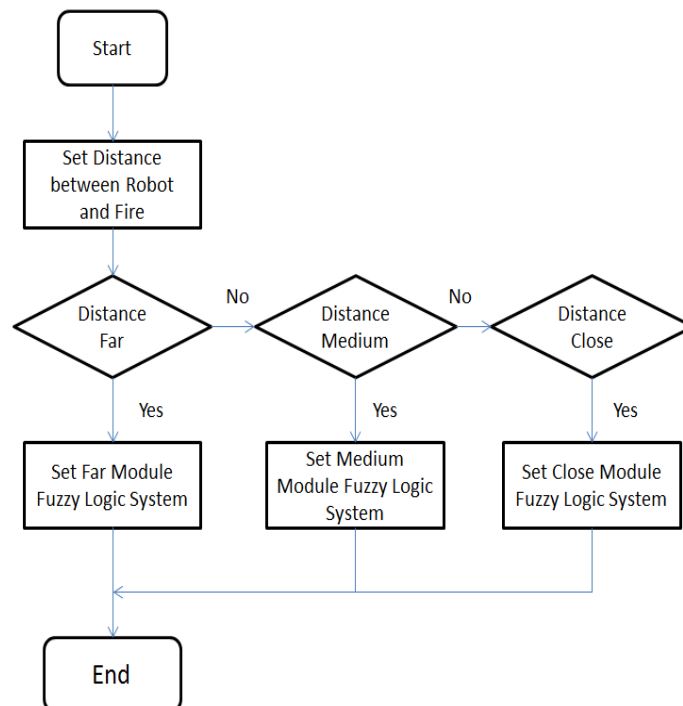 Start
Set Distance
between Robot
and Fire
Distance
Far
No
Distance
Medium
No
Distance
Close
Yes
Yes
Yes
Set Far Module
Fuzzy Logic System
Set Medium
Module Fuzzy Logic
System
Set Close Module
Fuzzy Logic System
End